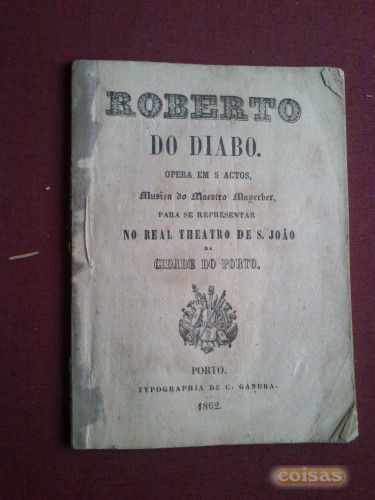 ROBERTO
DO DIABO.
OPERA EM 5 ACTOS,
Musica do Maestro Mayerber,
PARA SE REPRESENTAR
NO REAL THEATRO DE S. JOÃO
DA
CIDADE DO PORTO.
PORTO.
TYPOGRAPHIA DE C. GANDRA.
1862.
coisas